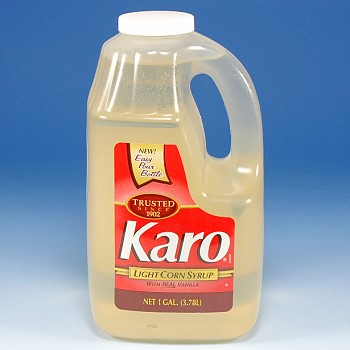 NEW!
Easy
Pour
Bottle
TRUSTED
SINCE
1902
Karo
LIGHT CORN SYRUP
WITH REAL VANILLA
NET 1 GAL. (3.78L)